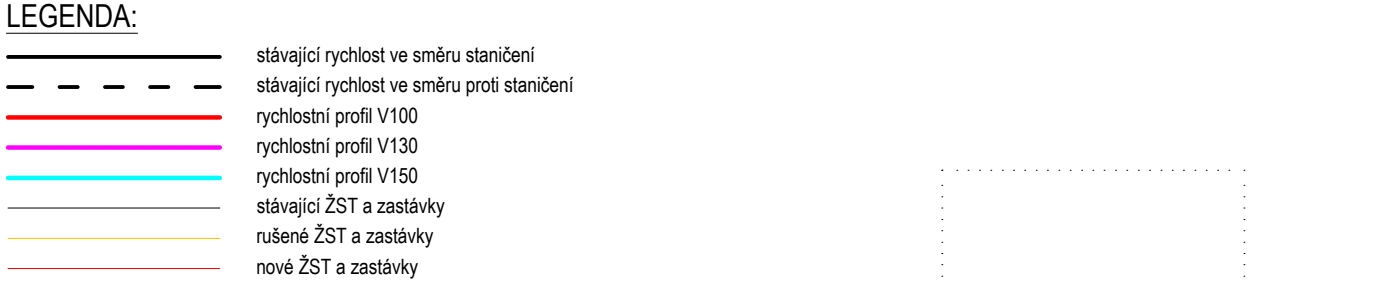 LEGENDA:
stávající rychlost ve směru staničení
stávající rychlost ve směru proti staničení
rychlostní profil V100
rychlostní profil V130
rychlostní profil V150
stávající ŽST a zastávky
rušené ŽST a zastávky
nové ŽST a zastávky